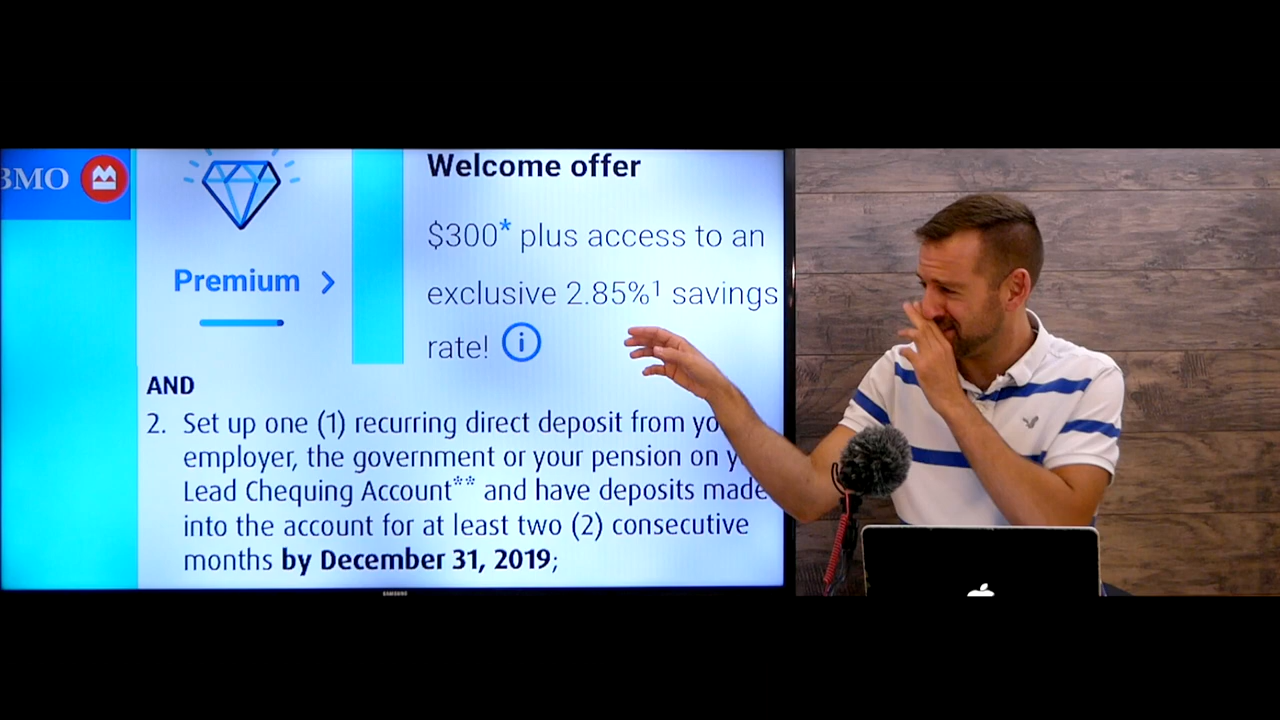 BMO
Premium
Welcome offer
$300* plus access to an
exclusive 2.85%¹ savings
rate!
AND
2. Set up one (1) recurring direct deposit from
employer, the government or your pension on
Lead Chequing Account** and have deposits made
into the account for at least two (2) consecutive
months by December 31, 2019;
SAMSUNG